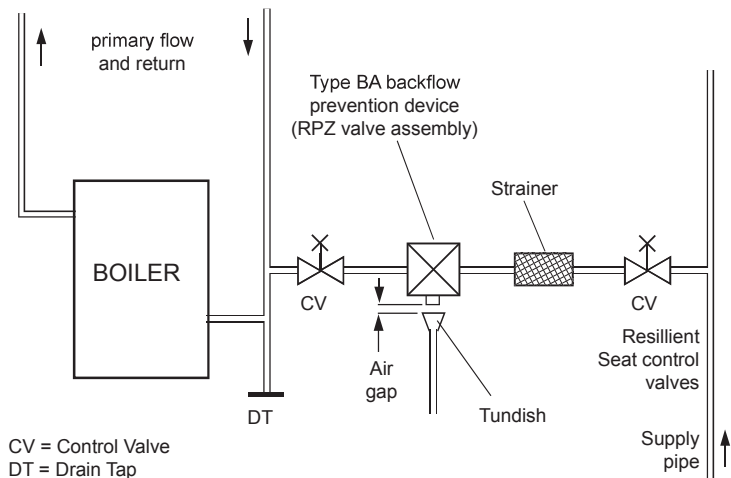 primary flow
and return
Type BA backflow
prevention device
(RPZ valve assembly)
Strainer
BOILER
CV
CV
Air
gap
Tundish
Resillient
Seat control
valves
DT
Supply
pipe
CV = Control Valve
DT = Drain Tap